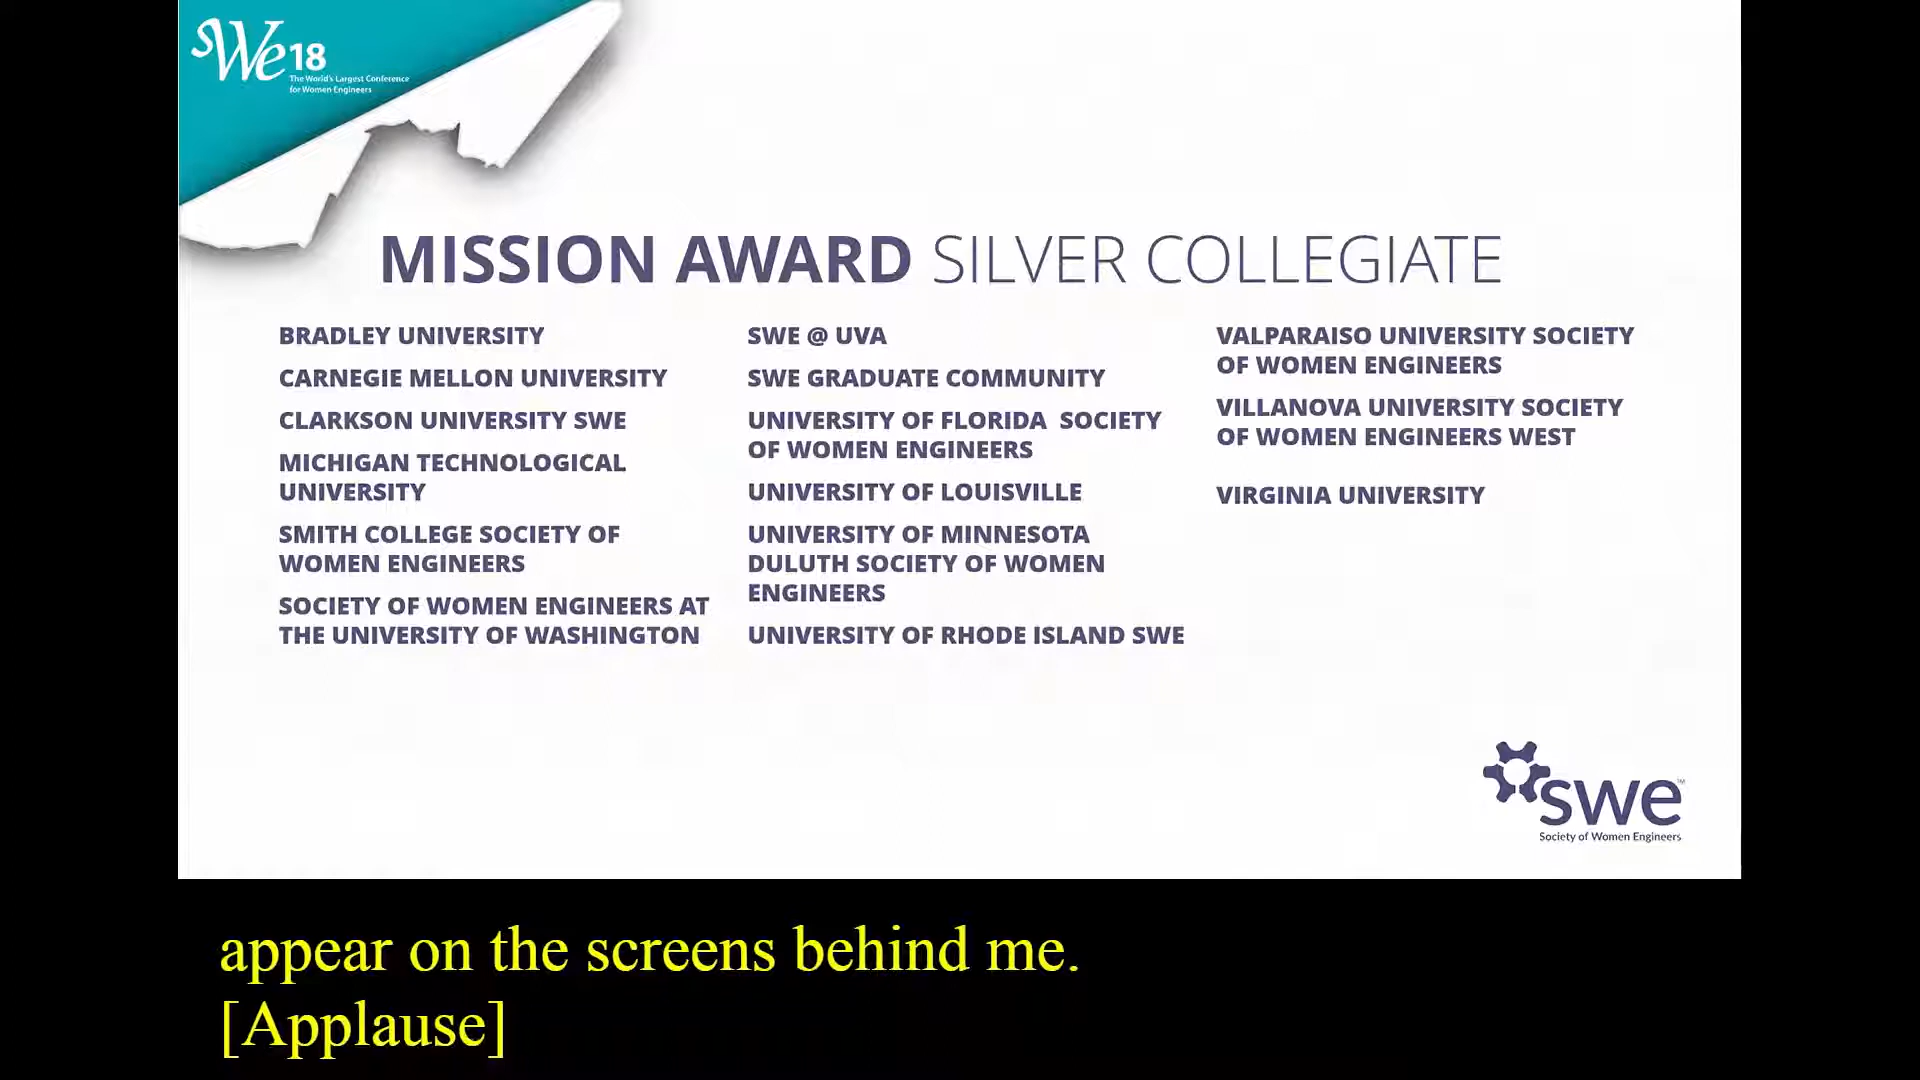 SWe18
The World's Largest Conference
for Women Engineers
MISSION AWARD SILVER COLLEGIATE
BRADLEY UNIVERSITY
CARNEGIE MELLON UNIVERSITY
CLARKSON UNIVERSITY SWE
MICHIGAN TECHNOLOGICAL
UNIVERSITY
SMITH COLLEGE SOCIETY OF
WOMEN ENGINEERS
SOCIETY OF WOMEN ENGINEERS AT
THE UNIVERSITY OF WASHINGTON
SWE @ UVA
SWE GRADUATE COMMUNITY
UNIVERSITY OF FLORIDA  SOCIETY
OF WOMEN ENGINEERS
UNIVERSITY OF LOUISVILLE
UNIVERSITY OF MINNESOTA
DULUTH SOCIETY OF WOMEN
ENGINEERS
UNIVERSITY OF RHODE ISLAND SWE
VALPARAISO UNIVERSITY SOCIETY
OF WOMEN ENGINEERS
VILLANOVA UNIVERSITY SOCIETY
OF WOMEN ENGINEERS WEST
VIRGINIA UNIVERSITY
swe™
Society of Women Engineers
appear on the screens behind me.
[Applause]